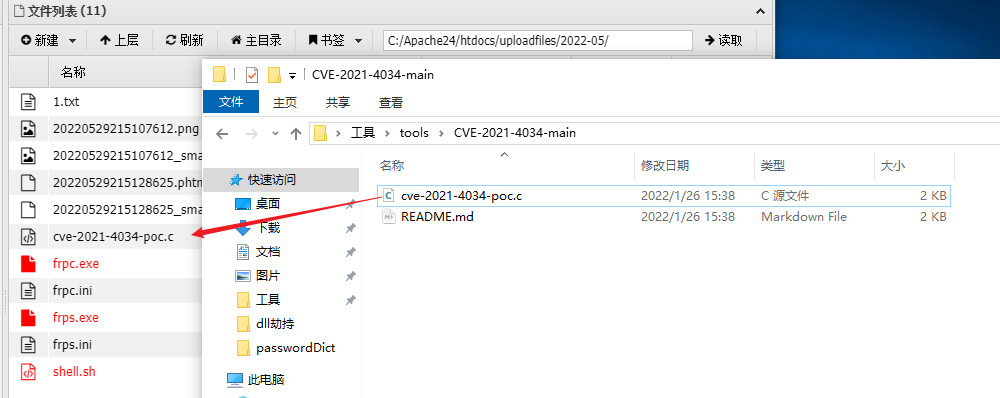 文件列表 (11)
新建 上层 刷新 主目录 书签 C:/Apache24/htdocs/uploadfiles/2022-05/ 读取
名称
1.txt
20220529215107612.png
20220529215107612_sma
20220529215128625.phtm
20220529215128625_sma
cve-2021-4034-poc.c
frpc.exe
frpc.ini
frps.exe
frps.ini
shell.sh
CVE-2021-4034-main
文件 主页 共享 查看
工具 tools CVE-2021-4034-main
快速访问
桌面
下载
文档
图片
工具
dll劫持
passwordDict
此电脑
名称 修改日期 类型 大小
cve-2021-4034-poc.c 2022/1/26 15:38 C 源文件 2 KB
README.md 2022/1/26 15:38 Markdown File 2 KB